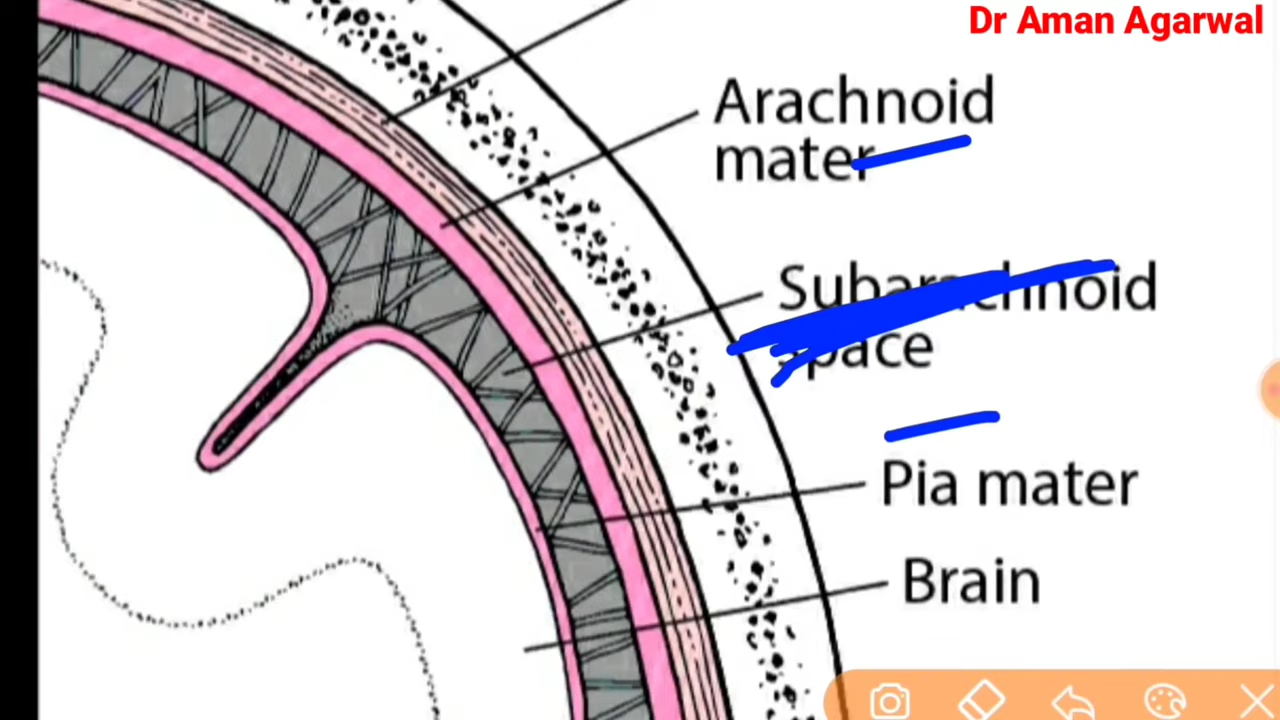 Dr Aman Agarwal
Arachnoid
mater
Subarachnoid
space
Pia mater
Brain